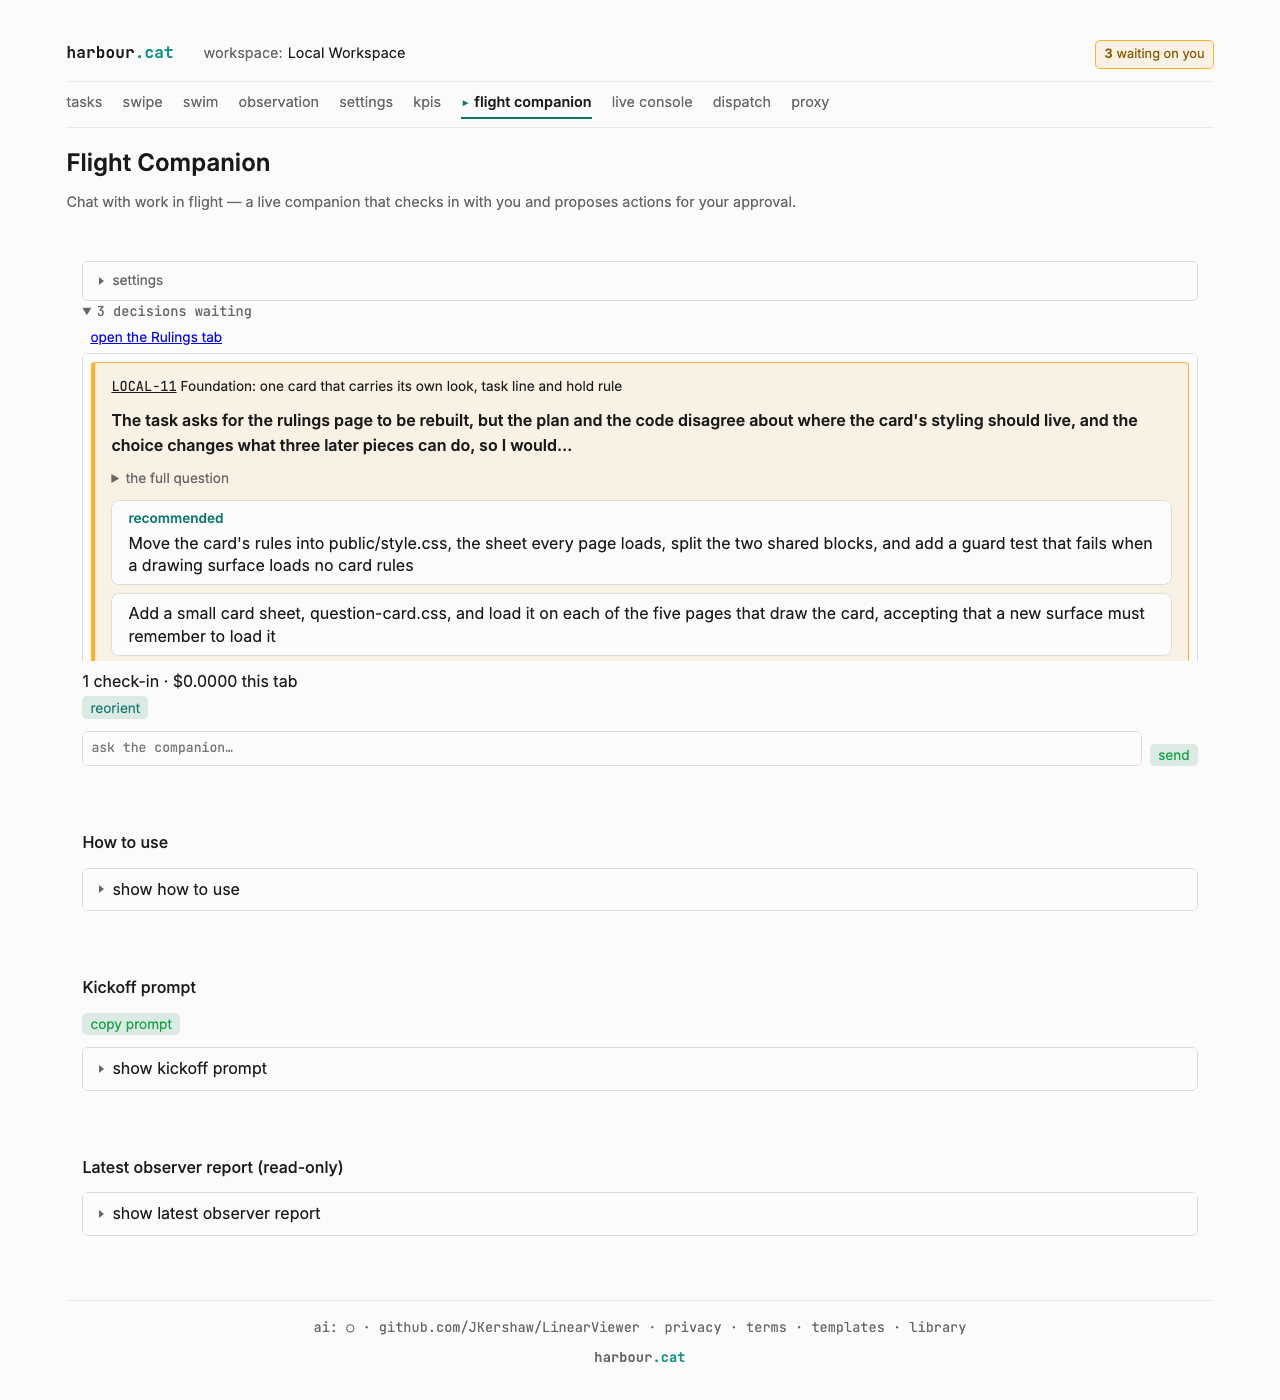 harbour.cat workspace: Local Workspace 3 waiting on you
tasks swipe swim observation settings kpis ▸ flight companion live console dispatch proxy
Flight Companion
Chat with work in flight — a live companion that checks in with you and proposes actions for your approval.
settings
3 decisions waiting
open the Rulings tab
LOCAL-11 Foundation: one card that carries its own look, task line and hold rule
The task asks for the rulings page to be rebuilt, but the plan and the code disagree about where the card's styling should live, and the
choice changes what three later pieces can do, so I would…
the full question
recommended
Move the card's rules into public/style.css, the sheet every page loads, split the two shared blocks, and add a guard test that fails when
a drawing surface loads no card rules
Add a small card sheet, question-card.css, and load it on each of the five pages that draw the card, accepting that a new surface must
remember to load it
1 check-in · $0.0000 this tab
reorient
ask the companion…
send
How to use
show how to use
Kickoff prompt
copy prompt
show kickoff prompt
Latest observer report (read-only)
show latest observer report
ai: ○ · github.com/JKershaw/LinearViewer · privacy · terms · templates · library
harbour.cat